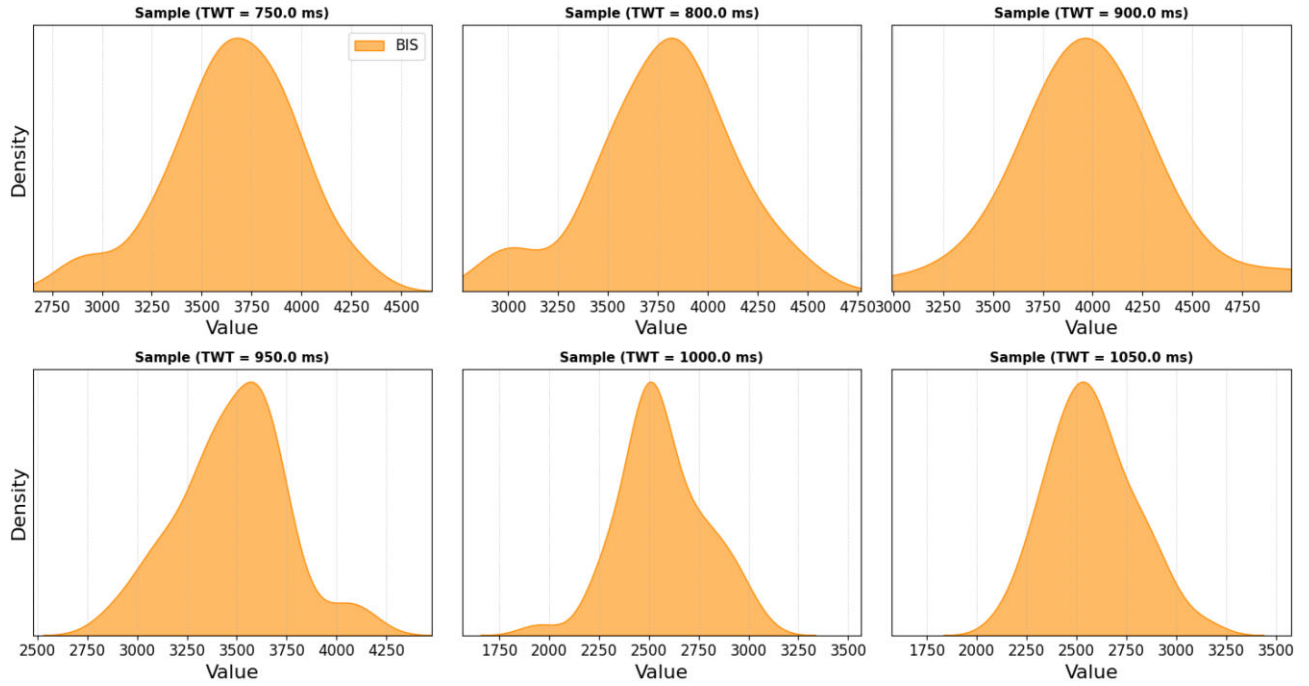 Sample (TWT = 750.0 ms)
BIS
Density
2750 3000 3250 3500 3750 4000 4250 4500
Value
Sample (TWT = 800.0 ms)
3000 3250 3500 3750 4000 4250 4500 4750
Value
Sample (TWT = 900.0 ms)
3000 3250 3500 3750 4000 4250 4500 4750
Value
Sample (TWT = 950.0 ms)
Density
2500 2750 3000 3250 3500 3750 4000 4250
Value
Sample (TWT = 1000.0 ms)
1750 2000 2250 2500 2750 3000 3250 3500
Value
Sample (TWT = 1050.0 ms)
1750 2000 2250 2500 2750 3000 3250 3500
Value